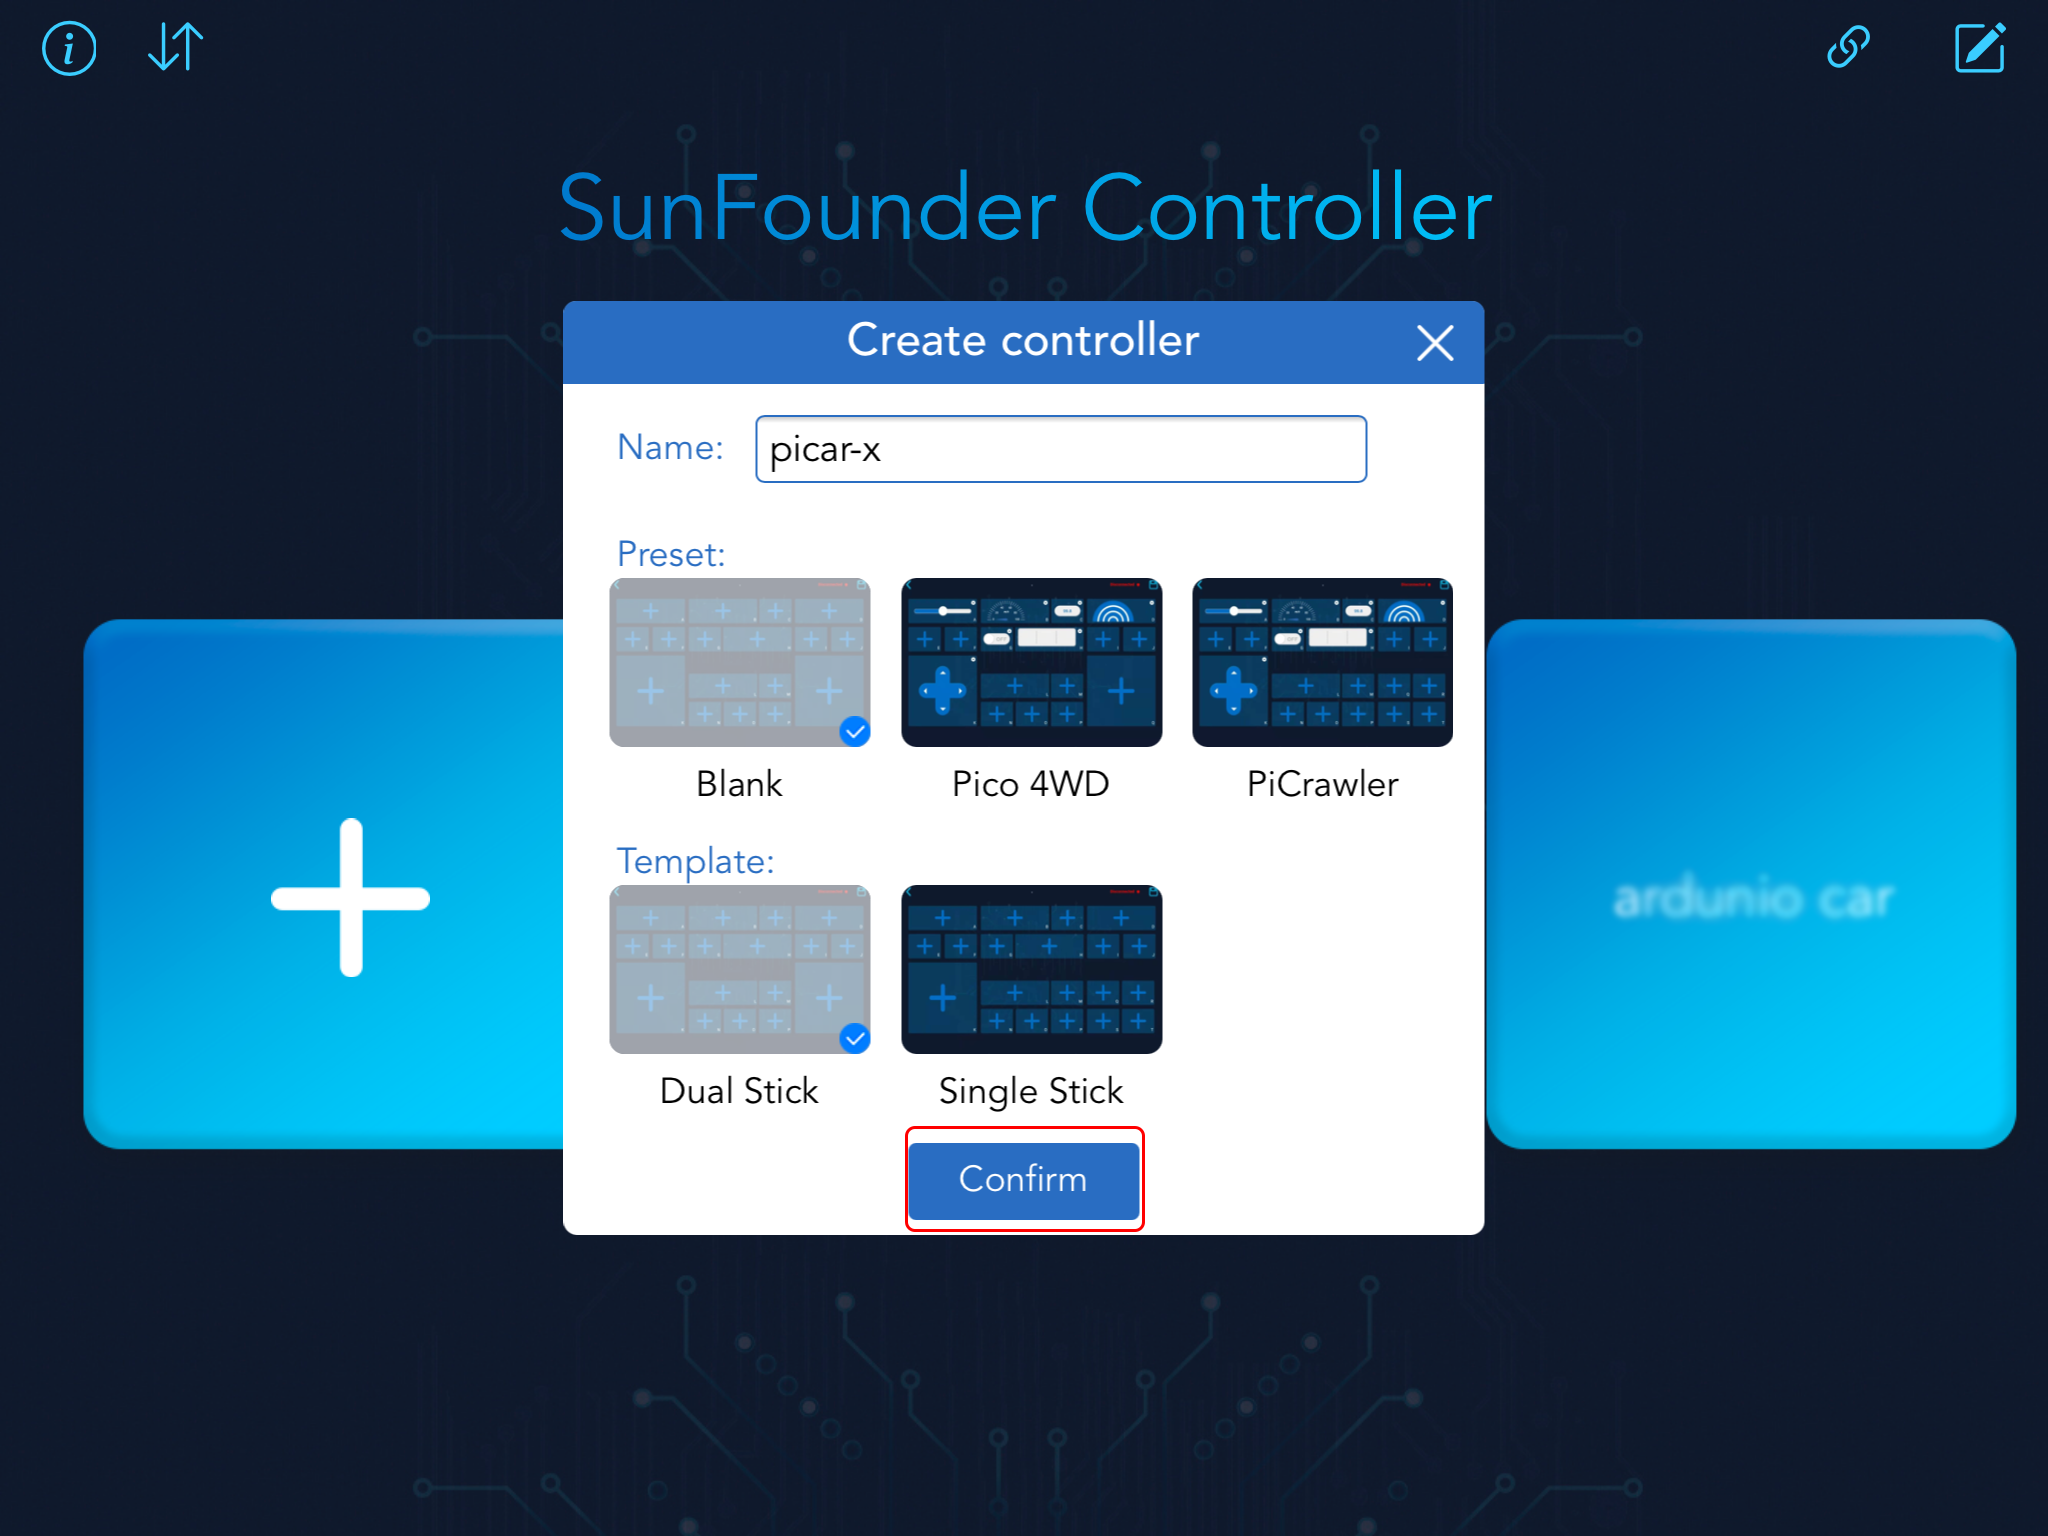 SunFounder Controller
Create controller
Name: picar-x
Preset:
Blank Pico 4WD PiCrawler
Template:
Dual Stick Single Stick
Confirm
ardunio car